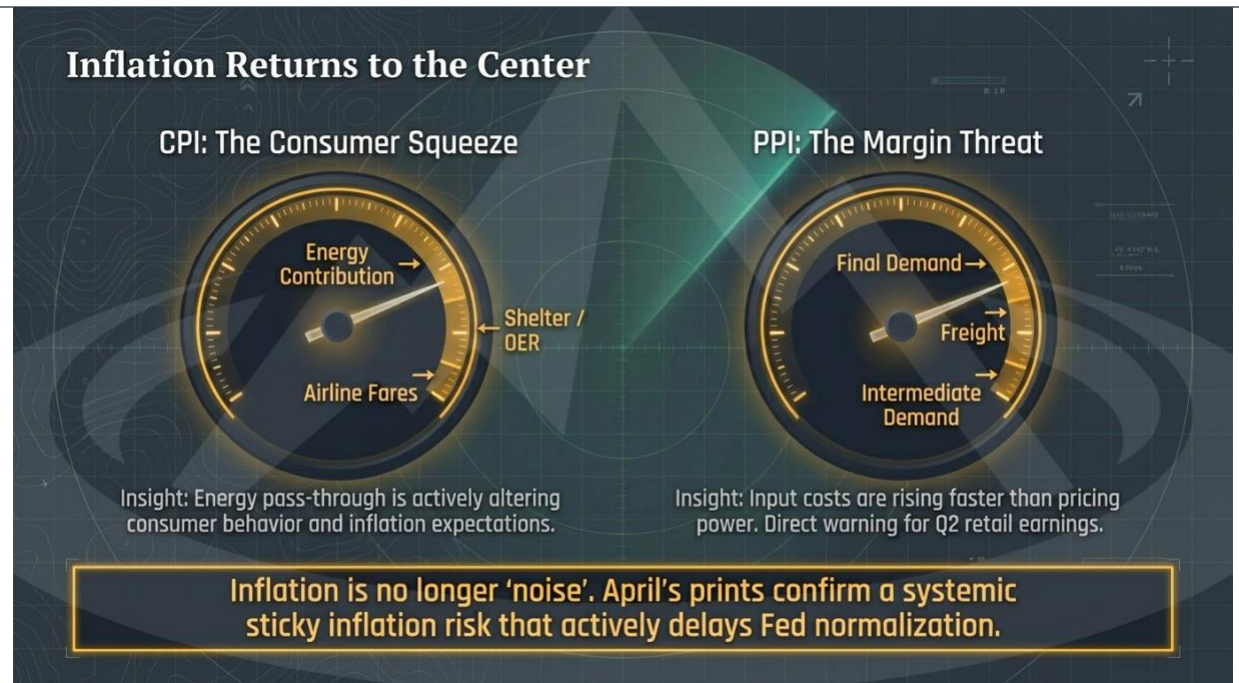 Inflation Returns to the Center
CPI: The Consumer Squeeze
Energy
Contribution
Shelter /
OER
Airline Fares
Insight: Energy pass-through is actively altering
consumer behavior and inflation expectations.
PPI: The Margin Threat
Final Demand
Freight
Intermediate
Demand
Insight: Input costs are rising faster than pricing
power. Direct warning for Q2 retail earnings.
Inflation is no longer ‘noise’. April’s prints confirm a systemic
sticky inflation risk that actively delays Fed normalization.